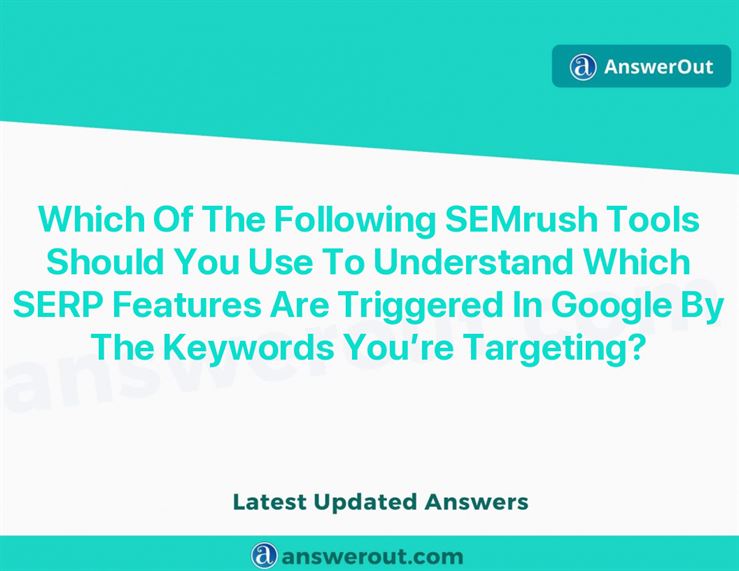 AnswerOut
Which Of The Following SEMrush Tools
Should You Use To Understand Which
SERP Features Are Triggered In Google By
The Keywords You’re Targeting?
answerout.com
Latest Updated Answers
answerout.com